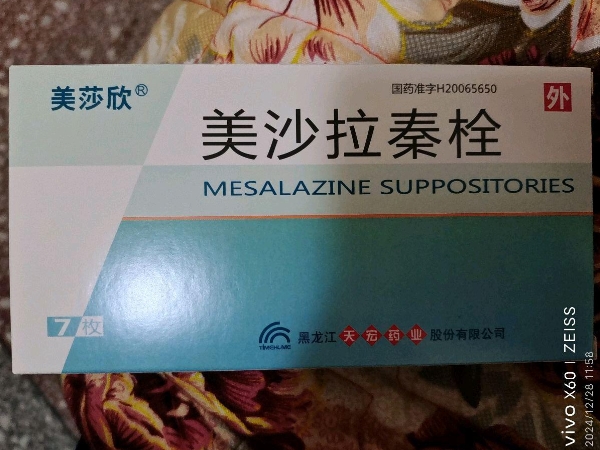 美莎欣®
国药准字H20065650
外
美沙拉秦栓
MESALAZINE SUPPOSITORIES
7枚
黑龙江天宏药业股份有限公司
vivo X60 | ZEISS
2024/12/28 11:58